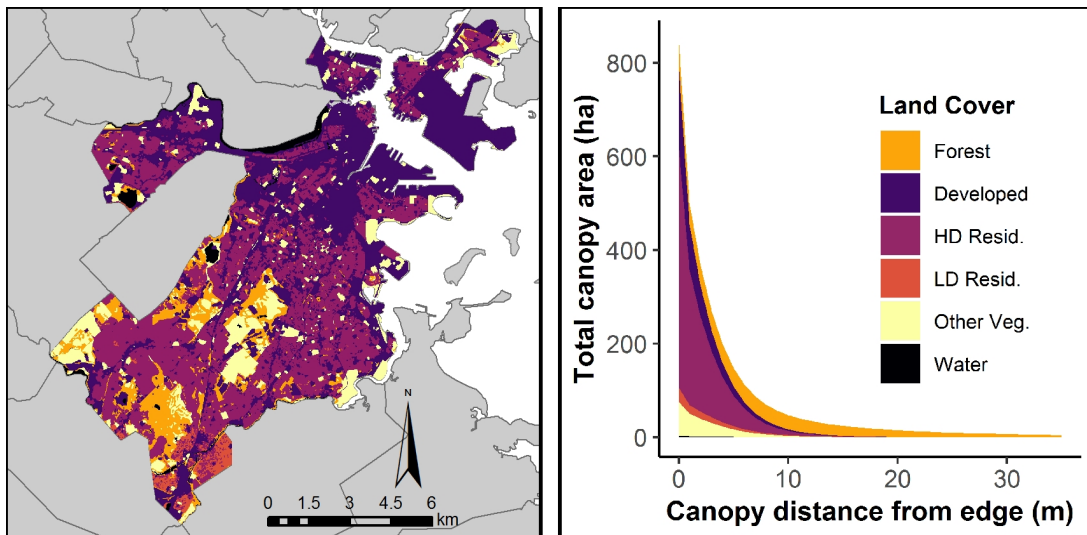 N
0 1.5 3 4.5 6
km
Total canopy area (ha)
800
600
400
200
0
0 10 20 30
Canopy distance from edge (m)
Land Cover
Forest
Developed
HD Resid.
LD Resid.
Other Veg.
Water